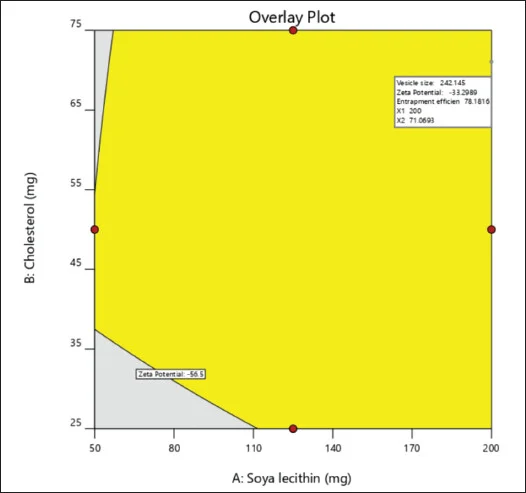 Overlay Plot
75
65
55
45
35
25
B: Cholesterol (mg)
Vesicle size: 242.145
Zeta Potential: -33.2989
Entrapment efficien 78.1816
X1 200
X2 71.0693
Zeta Potential: -56.5
50 80 110 140 170 200
A: Soya lecithin (mg)